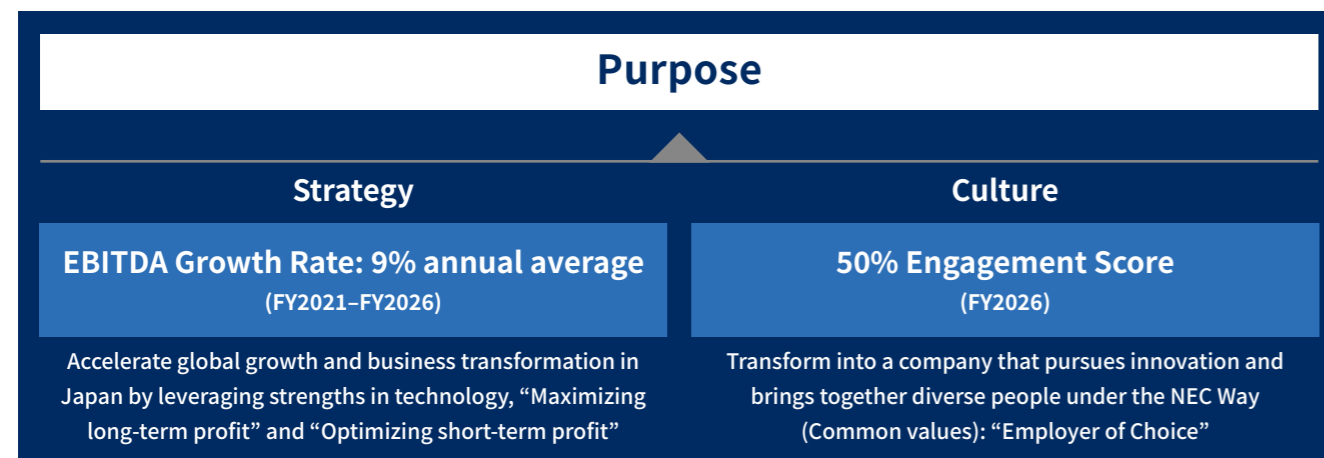 Purpose
Strategy
EBITDA Growth Rate: 9% annual average
(FY2021–FY2026)
Accelerate global growth and business transformation in
Japan by leveraging strengths in technology, “Maximizing
long-term profit” and “Optimizing short-term profit”
Culture
50% Engagement Score
(FY2026)
Transform into a company that pursues innovation and
brings together diverse people under the NEC Way
(Common values): “Employer of Choice”